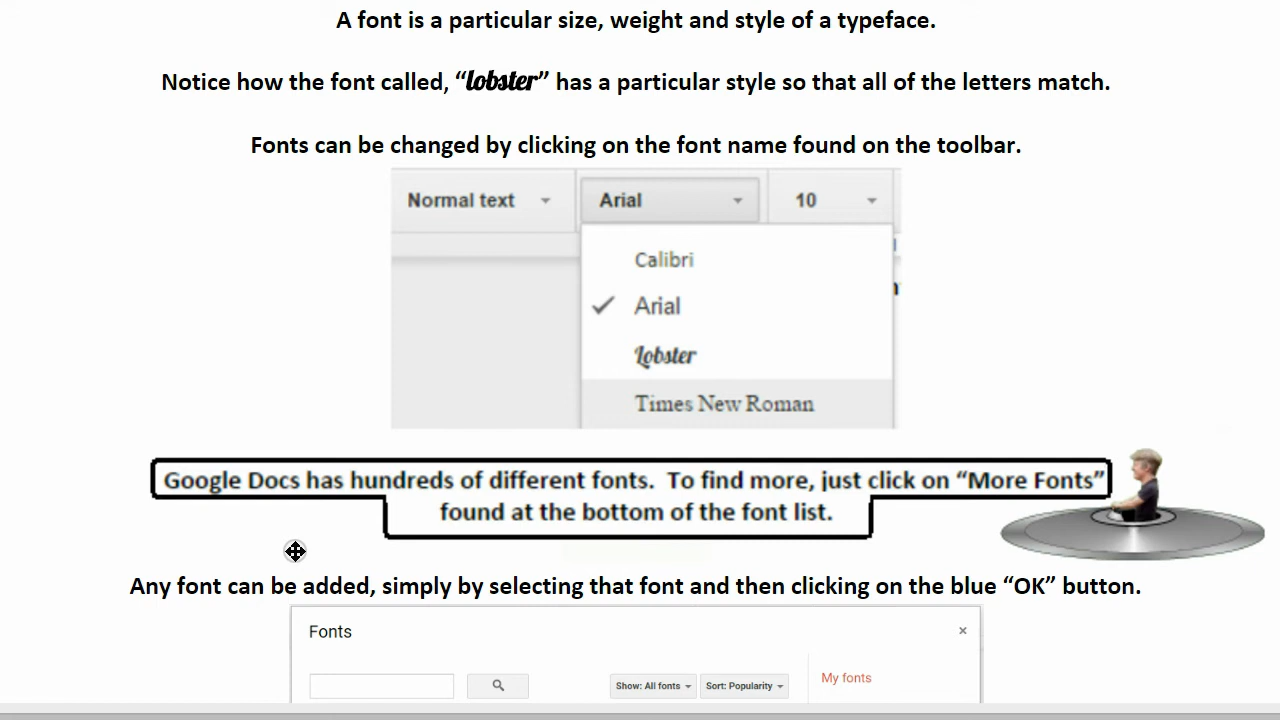 A font is a particular size, weight and style of a typeface.
Notice how the font called, “lobster” has a particular style so that all of the letters match.
Fonts can be changed by clicking on the font name found on the toolbar.
Normal text Arial 10
Calibri
Arial
Lobster
Times New Roman
Google Docs has hundreds of different fonts. To find more, just click on “More Fonts”
found at the bottom of the font list.
Any font can be added, simply by selecting that font and then clicking on the blue “OK” button.
Fonts ×
Show: All fonts Sort: Popularity My fonts